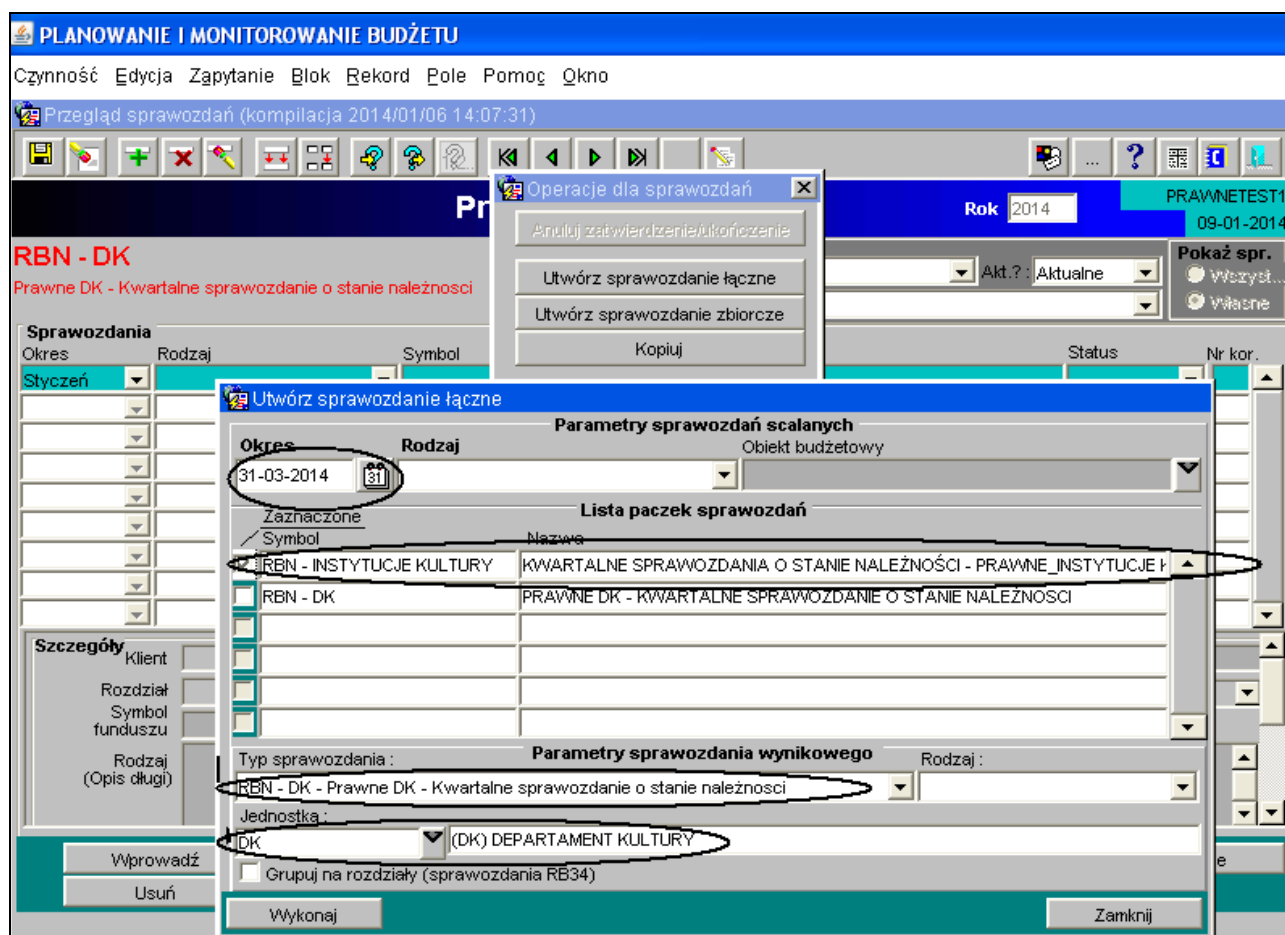 PLANOWANIE I MONITOROWANIE BUDŻETU
Czynność Edycja Zapytanie Blok Rekord Pole Pomoc Okno
Przegląd sprawozdań (kompilacja 2014/01/06 14:07:31)
... ?
Operacje dla sprawozdań
Pr
Rok 2014
PRAWNETEST1
09-01-2014
Anuluj zatwierdzenie/ukończenie
RBN - DK
Prawne DK - Kwartalne sprawozdanie o stanie należnosci
Utwórz sprawozdanie łączne
Akt.? : Aktualne
Pokaż spr.
Wszyst...
Własne
Utwórz sprawozdanie zbiorcze
Kopiuj
Sprawozdania
Okres Rodzaj Symbol Status Nr kor.
Styczeń
Utwórz sprawozdanie łączne
Parametry sprawozdań scalanych
Okres Rodzaj Obiekt budżetowy
31-03-2014 31
Lista paczek sprawozdań
Zaznaczone
Symbol Nazwa
RBN - INSTYTUCJE KULTURY KWARTALNE SPRAWOZDANIA O STANIE NALEŻNOŚCI - PRAWNE_INSTYTUCJE K
RBN - DK PRAWNE DK - KWARTALNE SPRAWOZDANIE O STANIE NALEŻNOSCI
Szczegóły
Klient
Rozdział
Symbol
funduszu
Rodzaj
(Opis długi)
Parametry sprawozdania wynikowego
Typ sprawozdania : Rodzaj :
RBN - DK - Prawne DK - Kwartalne sprawozdanie o stanie należnosci
Jednostka :
DK (DK) DEPARTAMENT KULTURY
Grupuj na rozdziały (sprawozdania RB34)
Wprowadź
e
Usuń
Wykonaj Zamknij